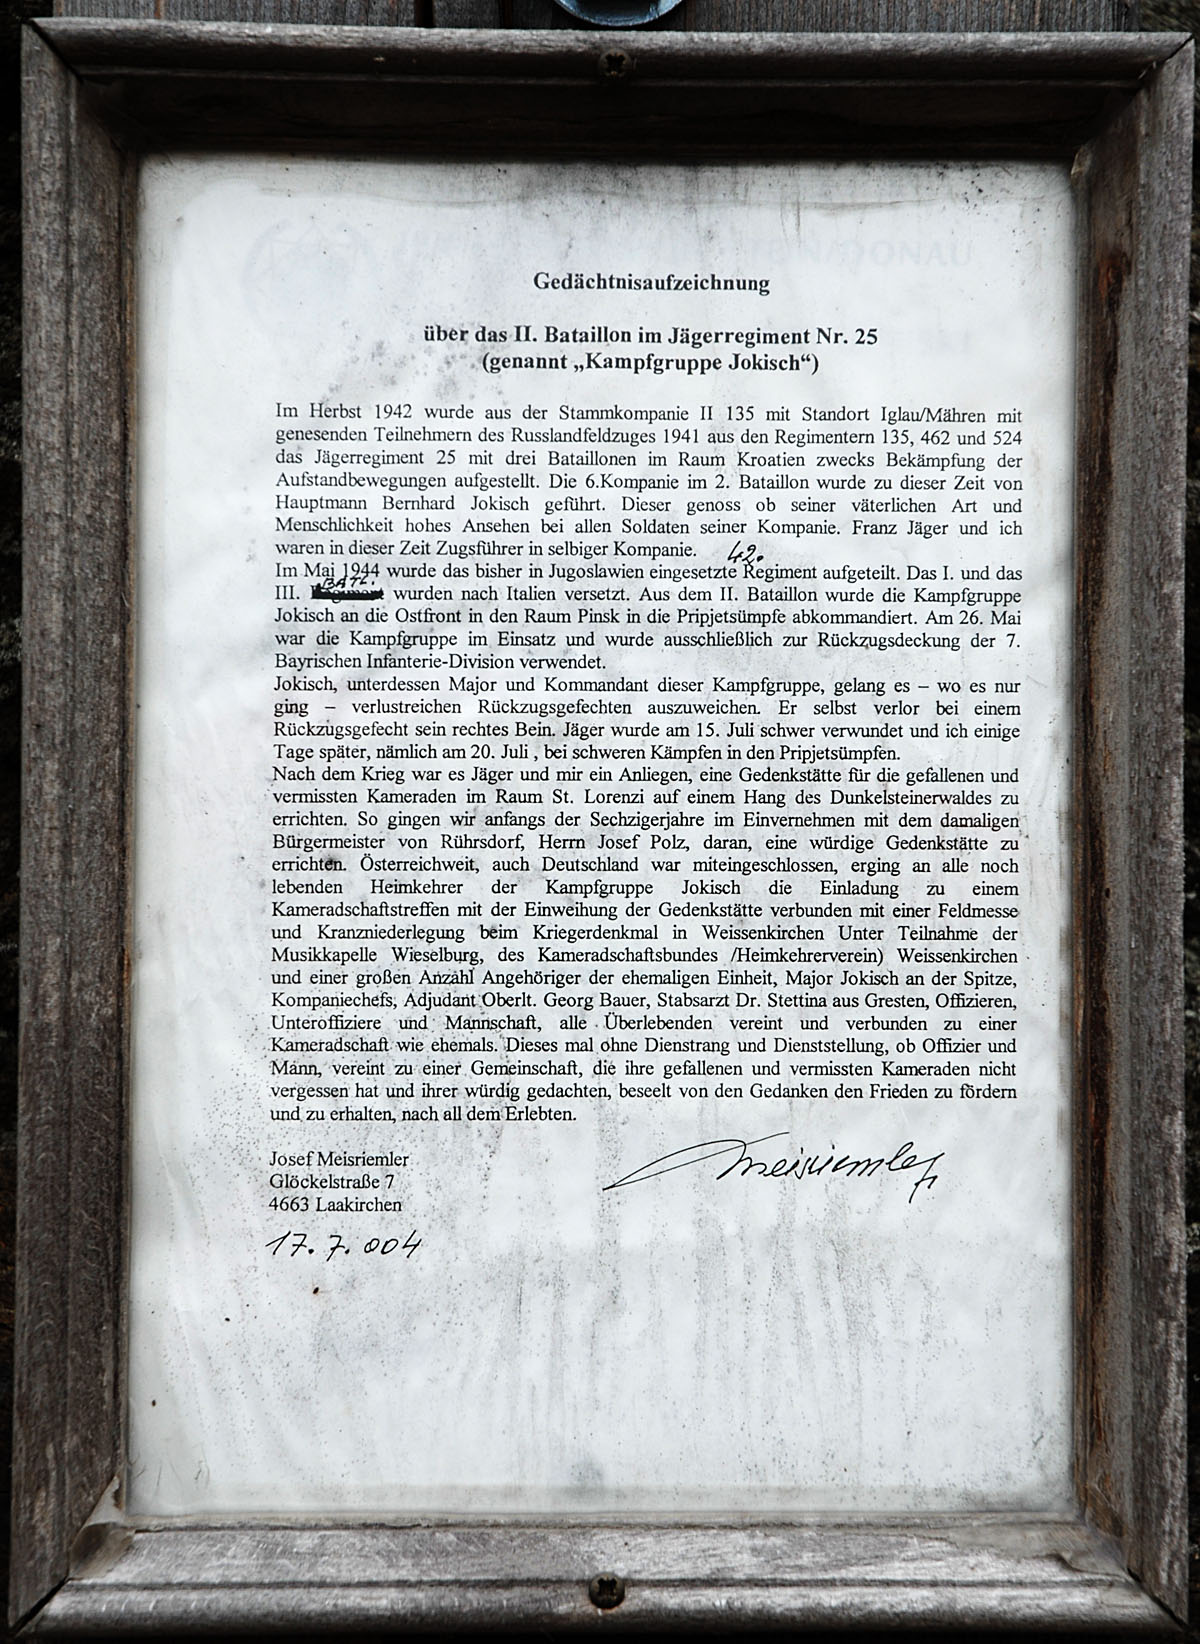 Gedächtnisaufzeichnung
über das II. Bataillon im Jägerregiment Nr. 25
(genannt „Kampfgruppe Jokisch“)
Im Herbst 1942 wurde aus der Stammkompanie II 135 mit Standort Iglau/Mähren mit
genesenden Teilnehmern des Russlandfeldzuges 1941 aus den Regimentern 135, 462 und 524
das Jägerregiment 25 mit drei Bataillonen im Raum Kroatien zwecks Bekämpfung der
Aufstandbewegungen aufgestellt. Die 6.Kompanie im 2. Bataillon wurde zu dieser Zeit von
Hauptmann Bernhard Jokisch geführt. Dieser genoss ob seiner väterlichen Art und
Menschlichkeit hohes Ansehen bei allen Soldaten seiner Kompanie. Franz Jäger und ich
waren in dieser Zeit Zugsführer in selbiger Kompanie.
42.
Im Mai 1944 wurde das bisher in Jugoslawien eingesetzte Regiment aufgeteilt. Das I. und das
BATL.
III. wurden nach Italien versetzt. Aus dem II. Bataillon wurde die Kampfgruppe
Jokisch an die Ostfront in den Raum Pinsk in die Pripjetsümpfe abkommandiert. Am 26. Mai
war die Kampfgruppe im Einsatz und wurde ausschließlich zur Rückzugsdeckung der 7.
Bayrischen Infanterie-Division verwendet.
Jokisch, unterdessen Major und Kommandant dieser Kampfgruppe, gelang es – wo es nur
ging – verlustreichen Rückzugsgefechten auszuweichen. Er selbst verlor bei einem
Rückzugsgefecht sein rechtes Bein. Jäger wurde am 15. Juli schwer verwundet und ich einige
Tage später, nämlich am 20. Juli , bei schweren Kämpfen in den Pripjetsümpfen.
Nach dem Krieg war es Jäger und mir ein Anliegen, eine Gedenkstätte für die gefallenen und
vermissten Kameraden im Raum St. Lorenzi auf einem Hang des Dunkelsteinerwaldes zu
errichten. So gingen wir anfangs der Sechzigerjahre im Einvernehmen mit dem damaligen
Bürgermeister von Rührsdorf, Herrn Josef Polz, daran, eine würdige Gedenkstätte zu
errichten. Österreichweit, auch Deutschland war miteingeschlossen, erging an alle noch
lebenden Heimkehrer der Kampfgruppe Jokisch die Einladung zu einem
Kameradschaftstreffen mit der Einweihung der Gedenkstätte verbunden mit einer Feldmesse
und Kranzniederlegung beim Kriegerdenkmal in Weissenkirchen Unter Teilnahme der
Musikkapelle Wieselburg, des Kameradschaftsbundes /Heimkehrerverein) Weissenkirchen
und einer großen Anzahl Angehöriger der ehemaligen Einheit, Major Jokisch an der Spitze,
Kompaniechefs, Adjudant Oberlt. Georg Bauer, Stabsarzt Dr. Stettina aus Gresten, Offizieren,
Unteroffiziere und Mannschaft, alle Überlebenden vereint und verbunden zu einer
Kameradschaft wie ehemals. Dieses mal ohne Dienstrang und Dienststellung, ob Offizier und
Mann, vereint zu einer Gemeinschaft, die ihre gefallenen und vermissten Kameraden nicht
vergessen hat und ihrer würdig gedachten, beseelt von den Gedanken den Frieden zu fördern
und zu erhalten, nach all dem Erlebten.
Josef Meisriemler
Meisriemler
Glöckelstraße 7
4663 Laakirchen
17. 7. 004